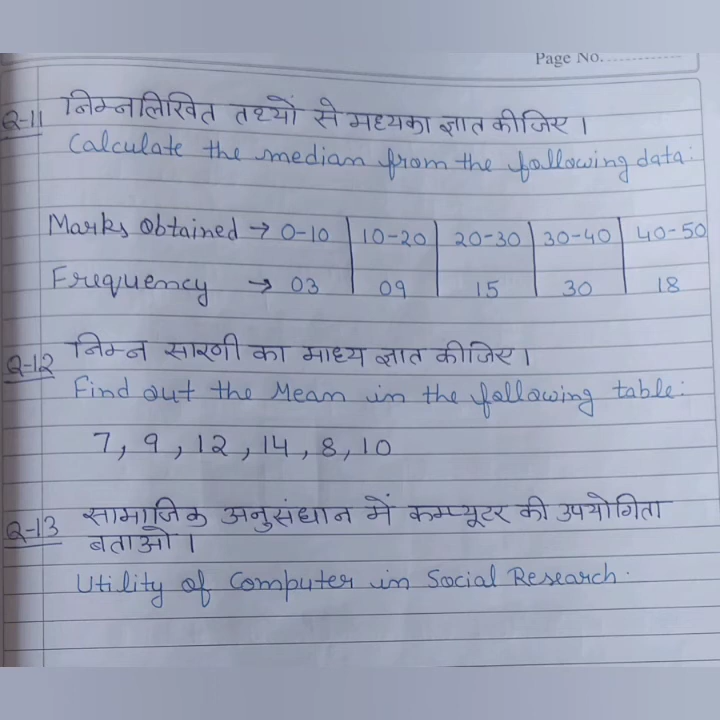 Page No.
Q-11 निम्नलिखित तथ्यों से मध्यका ज्ञात कीजिए।
Calculate the median from the following data:
Marks Obtained → 0-10 | 10-20 | 20-30 | 30-40 | 40-50
Frequency → 03 | 09 | 15 | 30 | 18
Q-12 निम्न सारणी का माध्य ज्ञात कीजिए।
Find out the Mean in the following table:
7, 9, 12, 14, 8, 10
Q-13 सामाजिक अनुसंधान में कम्प्यूटर की उपयोगिता
बताओ।
Utility of Computer in Social Research.